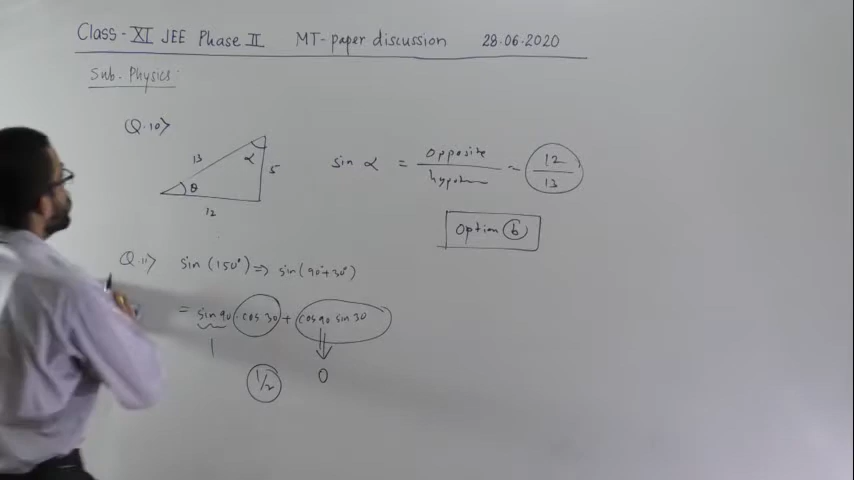 Class - XI JEE Phase II MT-paper discussion 28.06.2020
Sub. Physics
Q.10>
13 α 5
θ
12
sin α = opposite / hypoten = 12/13
Option (b)
Q.11> sin (150°) => sin (90°+30°)
= sin 90 · cos 30 + cos 90 sin 30
1
1/2 0